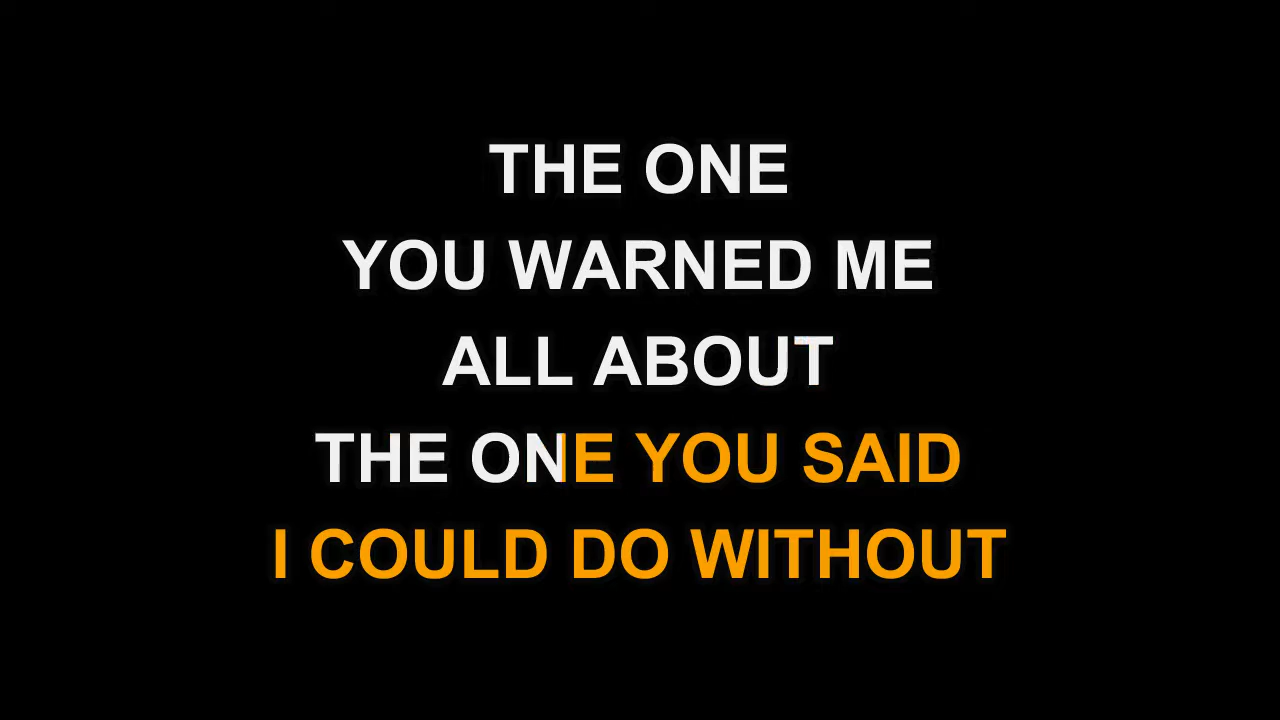 THE ONE
YOU WARNED ME
ALL ABOUT
THE ONE YOU SAID
I COULD DO WITHOUT